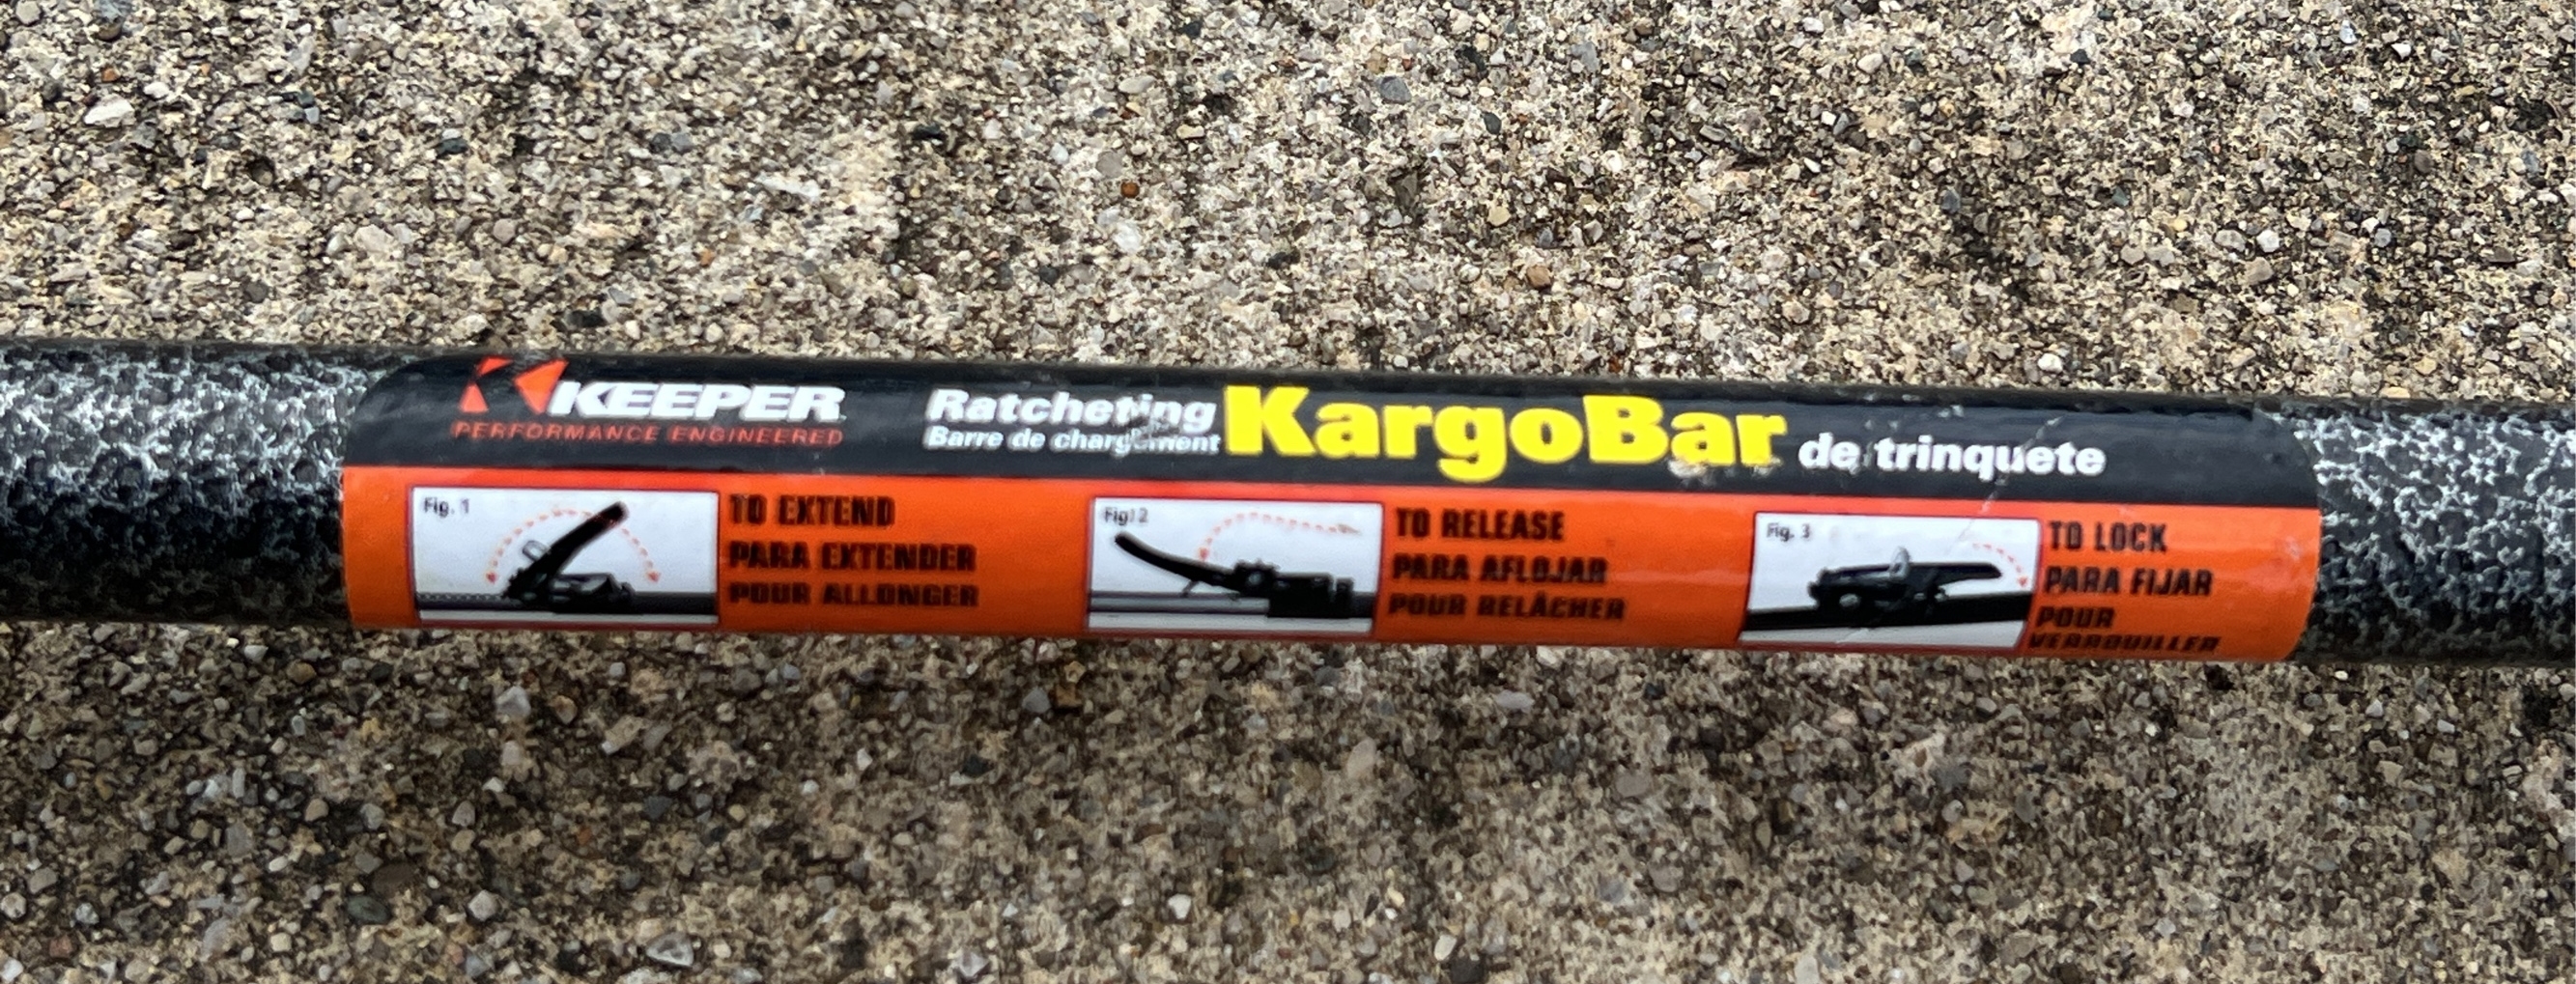 KEEPER
PERFORMANCE ENGINEERED
Ratcheting KargoBar de trinquete
Barre de chargement
Fig. 1
TO EXTEND
PARA EXTENDER
POUR ALLONGER
Fig. 2
TO RELEASE
PARA AFLOJAR
POUR RELÂCHER
Fig. 3
TO LOCK
PARA FIJAR
POUR
VERROUILLER